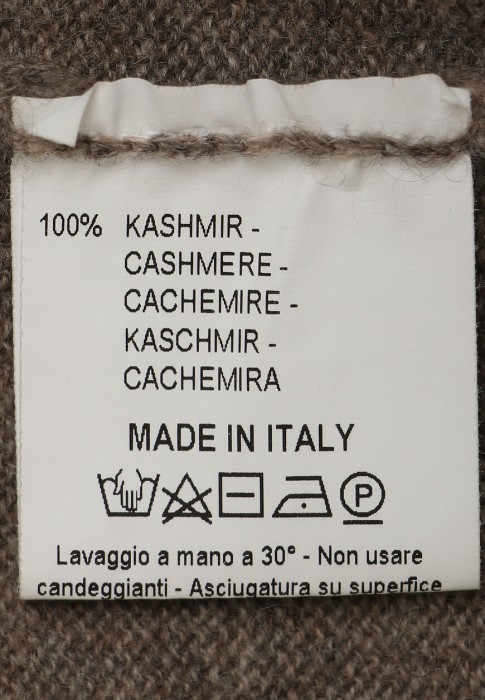 100% KASHMIR -
CASHMERE -
CACHEMIRE -
KASCHMIR -
CACHEMIRA
MADE IN ITALY
P
Lavaggio a mano a 30° - Non usare
candeggianti - Asciugatura su superfice